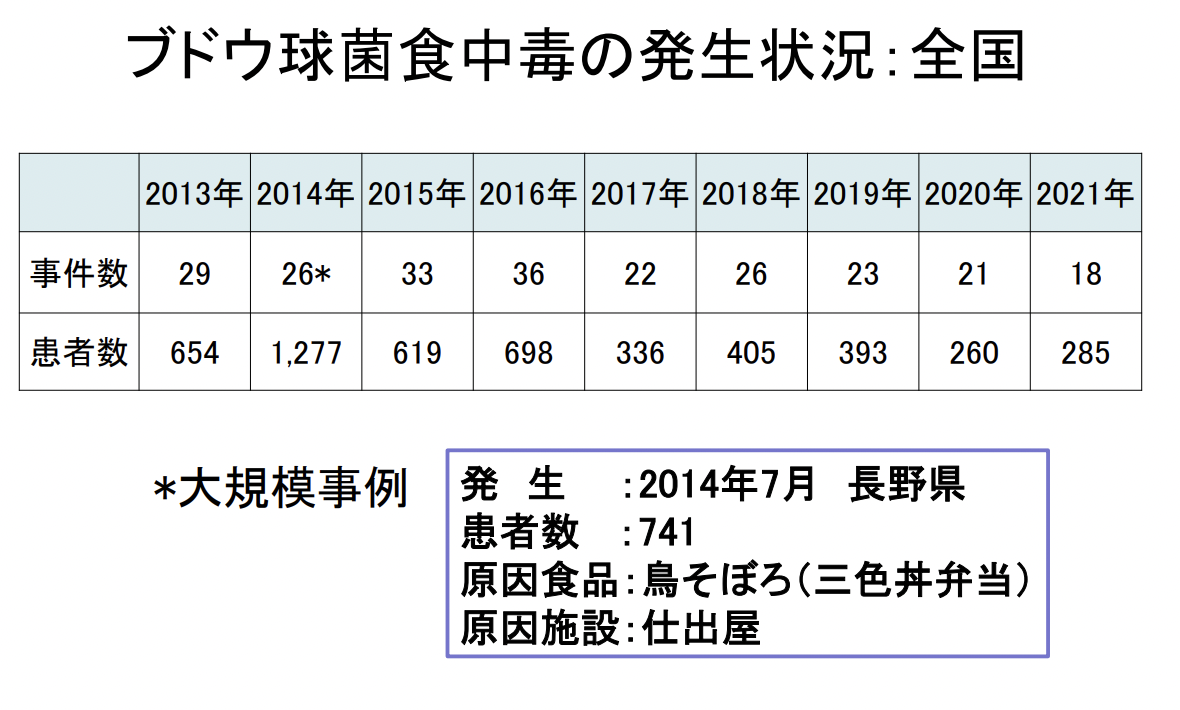 ブドウ球菌食中毒の発生状況：全国
2013年 2014年 2015年 2016年 2017年 2018年 2019年 2020年 2021年
事件数 29 26* 33 36 22 26 23 21 18
患者数 654 1,277 619 698 336 405 393 260 285
*大規模事例
発　生　：2014年7月　長野県
患者数　：741
原因食品：鳥そぼろ（三色丼弁当）
原因施設：仕出屋